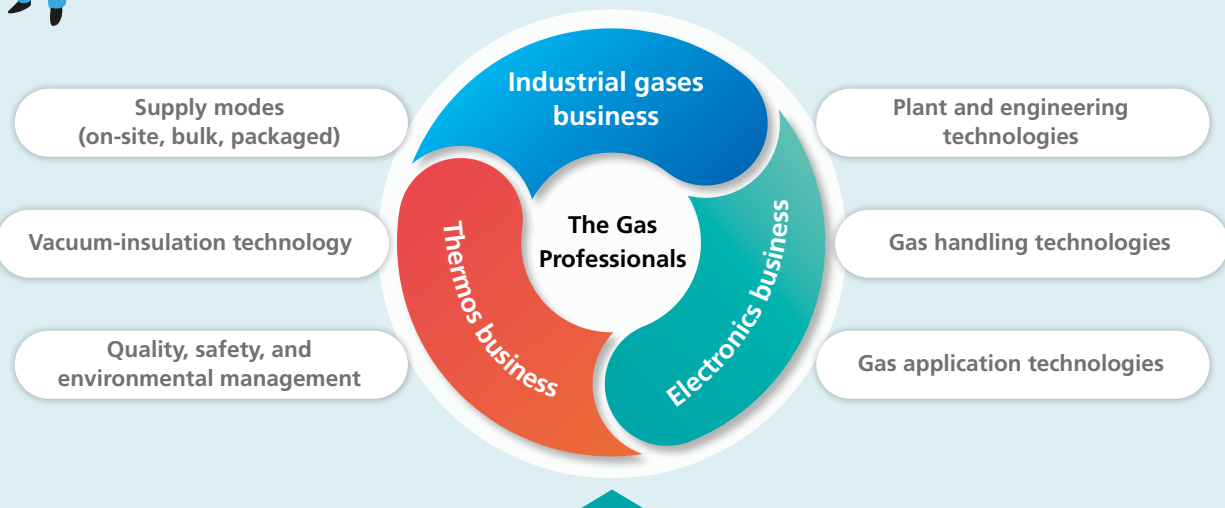 Industrial gases
business
Supply modes
(on-site, bulk, packaged)
Plant and engineering
technologies
Vacuum-insulation technology
Thermos business
The Gas
Professionals
Electronics business
Gas handling technologies
Quality, safety, and
environmental management
Gas application technologies